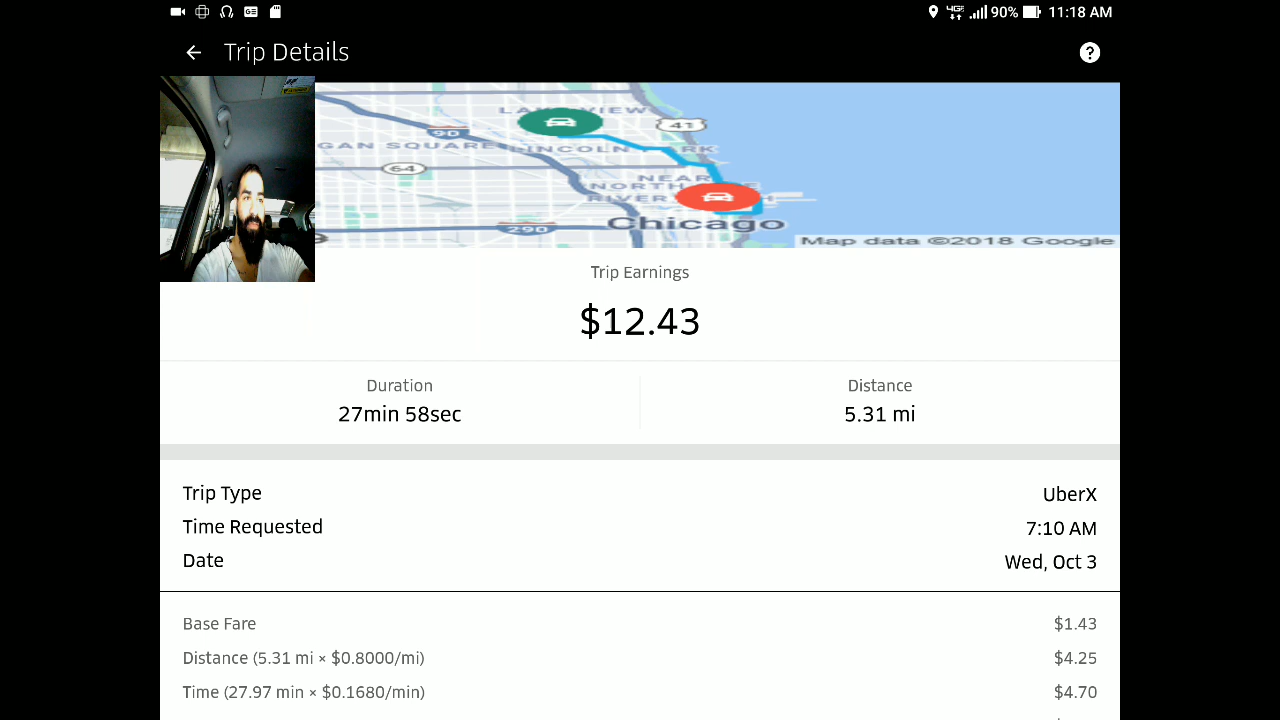 90% 11:18 AM
Trip Details
LAKE VIEW
90
41
GAN SQUARE
LINCOLN PARK
64
NEAR
NORTH
RIVER
Chicago
290
Map data ©2018 Google
Trip Earnings
$12.43
Duration
27min 58sec
Distance
5.31 mi
Trip Type UberX
Time Requested 7:10 AM
Date Wed, Oct 3
Base Fare $1.43
Distance (5.31 mi × $0.8000/mi) $4.25
Time (27.97 min × $0.1680/min) $4.70